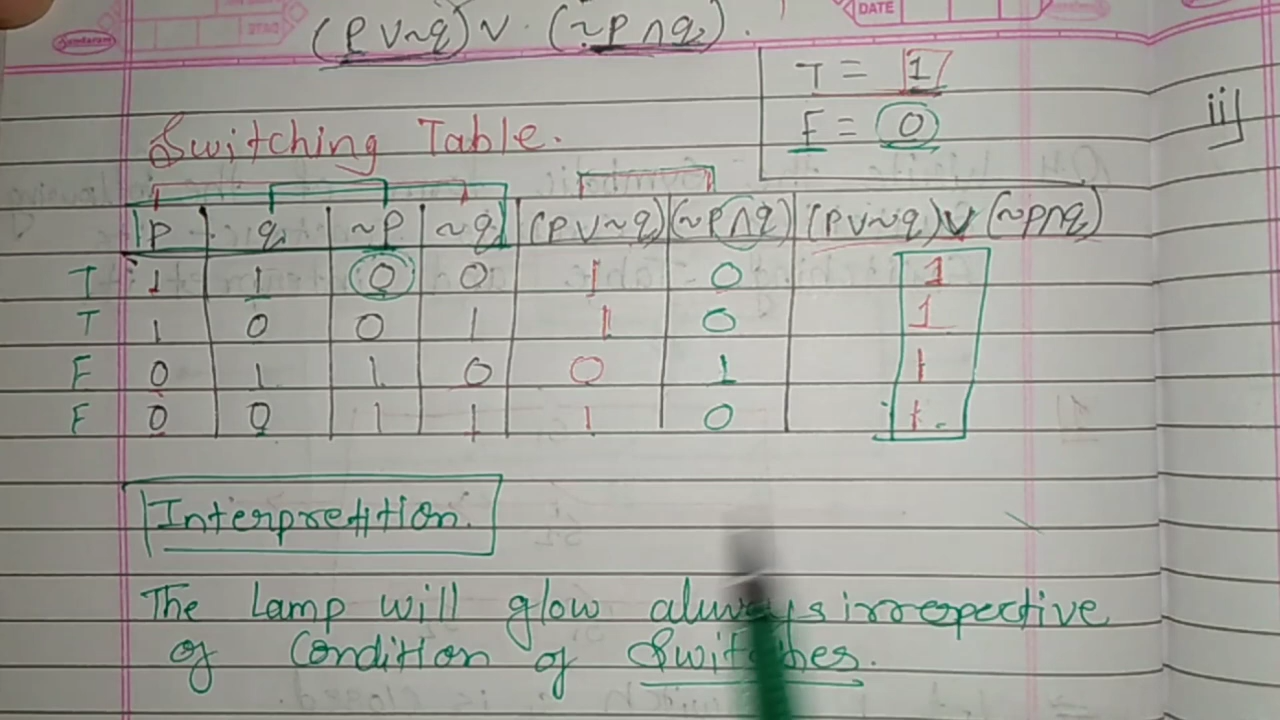 (p ∨ ~q) ∨ (~p ∧ q).
DATE
T = 1
F = 0
ii)
Switching Table.
p q ~p ~q (p∨~q) (~p∧q) (p∨~q)∨(~p∧q)
T 1 1 0 0 1 0 1
T 1 0 0 1 1 0 1
F 0 1 1 0 0 1 1
F 0 0 1 1 1 0 1.
Interpretition.
The Lamp will glow always irrespective
of Condition of Switches.